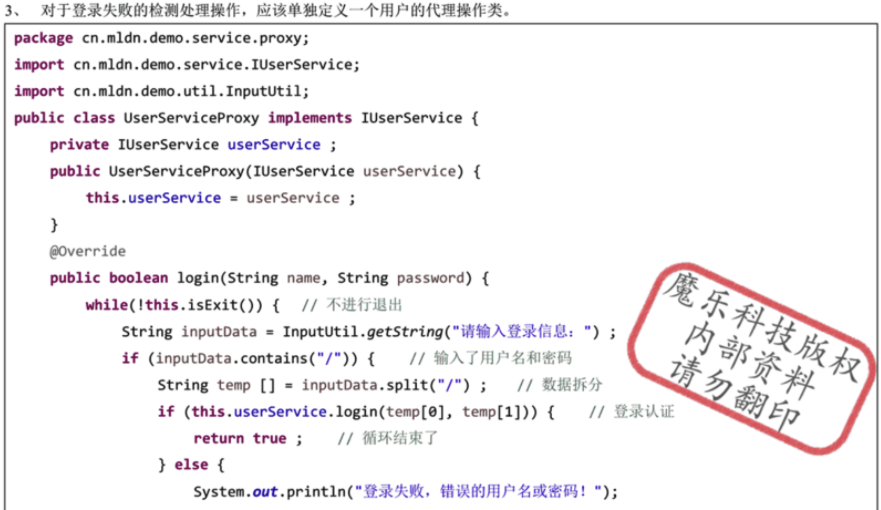 3、 对于登录失败的检测处理操作，应该单独定义一个用户的代理操作类。
package cn.mldn.demo.service.proxy;
import cn.mldn.demo.service.IUserService;
import cn.mldn.demo.util.InputUtil;
public class UserServiceProxy implements IUserService {
    private IUserService userService ;
    public UserServiceProxy(IUserService userService) {
        this.userService = userService ;
    }
    @Override
    public boolean login(String name, String password) {
        while(!this.isExit()) {  // 不进行退出
            String inputData = InputUtil.getString("请输入登录信息：") ;
            if (inputData.contains("/")) {    // 输入了用户名和密码
                String temp [] = inputData.split("/") ;    // 数据拆分
                if (this.userService.login(temp[0], temp[1])) {    // 登录认证
                    return true ;    // 循环结束了
                } else {
                    System.out.println("登录失败，错误的用户名或密码！");
魔乐科技版权
内部资料
请勿翻印